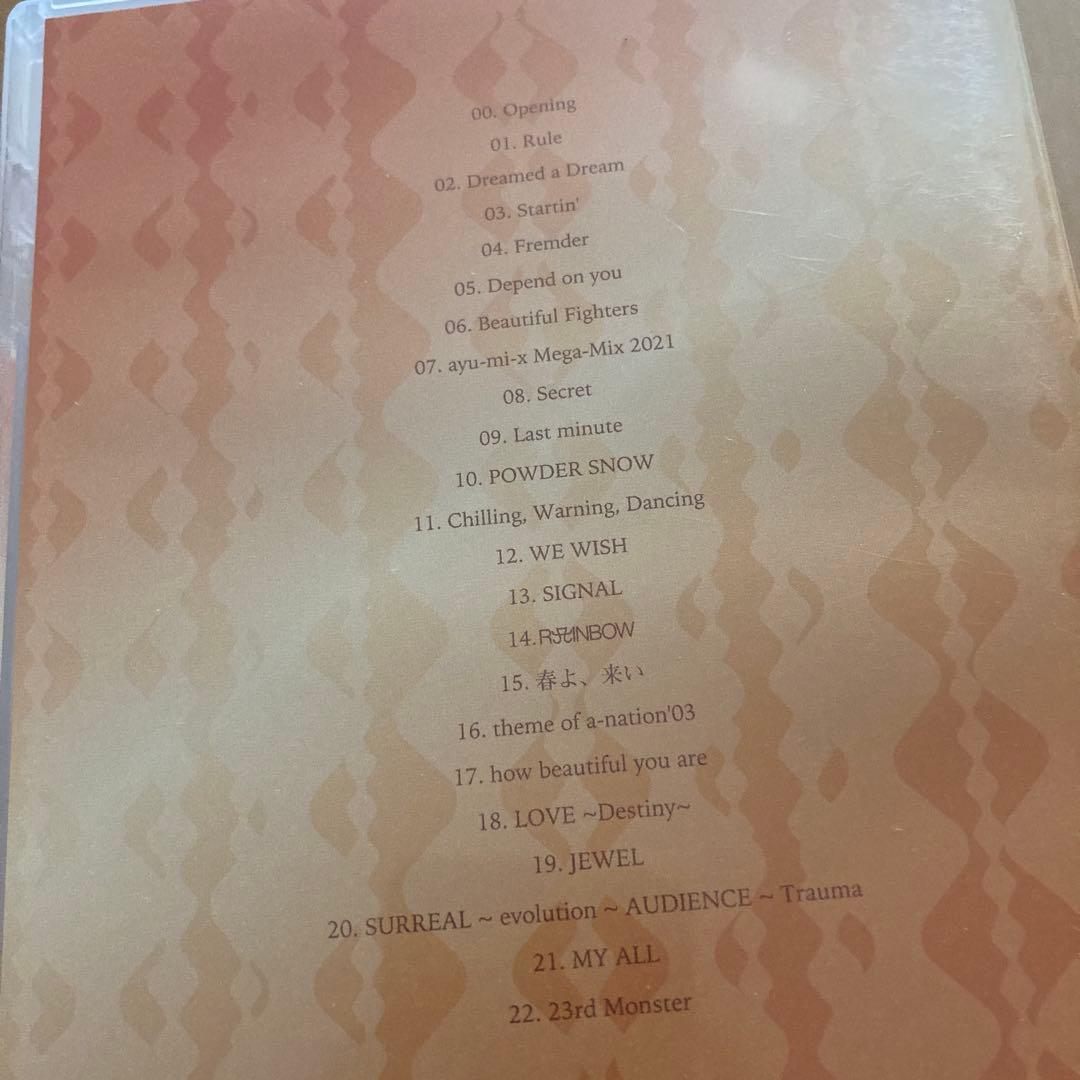 00. Opening
01. Rule
02. Dreamed a Dream
03. Startin'
04. Fremder
05. Depend on you
06. Beautiful Fighters
07. ayu-mi-x Mega-Mix 2021
08. Secret
09. Last minute
10. POWDER SNOW
11. Chilling, Warning, Dancing
12. WE WISH
13. SIGNAL
14. RAINBOW
15. 春よ、来い
16. theme of a-nation'03
17. how beautiful you are
18. LOVE ~Destiny~
19. JEWEL
20. SURREAL ~ evolution ~ AUDIENCE ~ Trauma
21. MY ALL
22. 23rd Monster